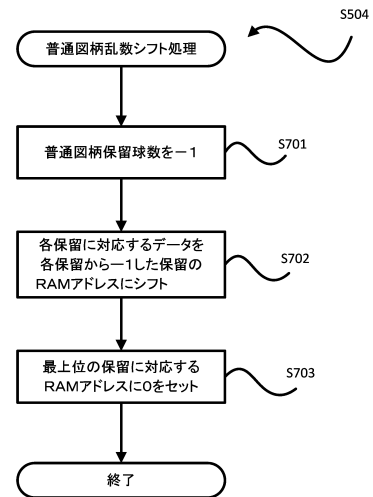 S504
普通図柄乱数シフト処理
普通図柄保留球数を－１
S701
各保留に対応するデータを
各保留から－１した保留の
ＲＡＭアドレスにシフト
S702
最上位の保留に対応する
ＲＡＭアドレスに０をセット
S703
終了